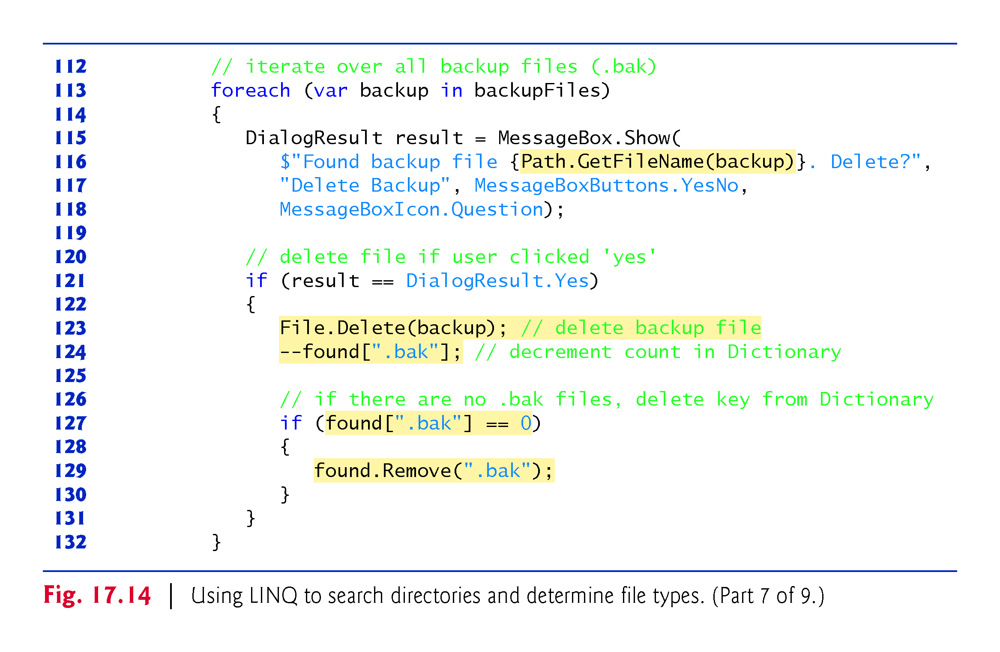 112 // iterate over all backup files (.bak)
113 foreach (var backup in backupFiles)
114 {
115 DialogResult result = MessageBox.Show(
116 $"Found backup file {Path.GetFileName(backup)}. Delete?",
117 "Delete Backup", MessageBoxButtons.YesNo,
118 MessageBoxIcon.Question);
119
120 // delete file if user clicked 'yes'
121 if (result == DialogResult.Yes)
122 {
123 File.Delete(backup); // delete backup file
124 --found[".bak"]; // decrement count in Dictionary
125
126 // if there are no .bak files, delete key from Dictionary
127 if (found[".bak"] == 0)
128 {
129 found.Remove(".bak");
130 }
131 }
132 }
Fig. 17.14 | Using LINQ to search directories and determine file types. (Part 7 of 9.)